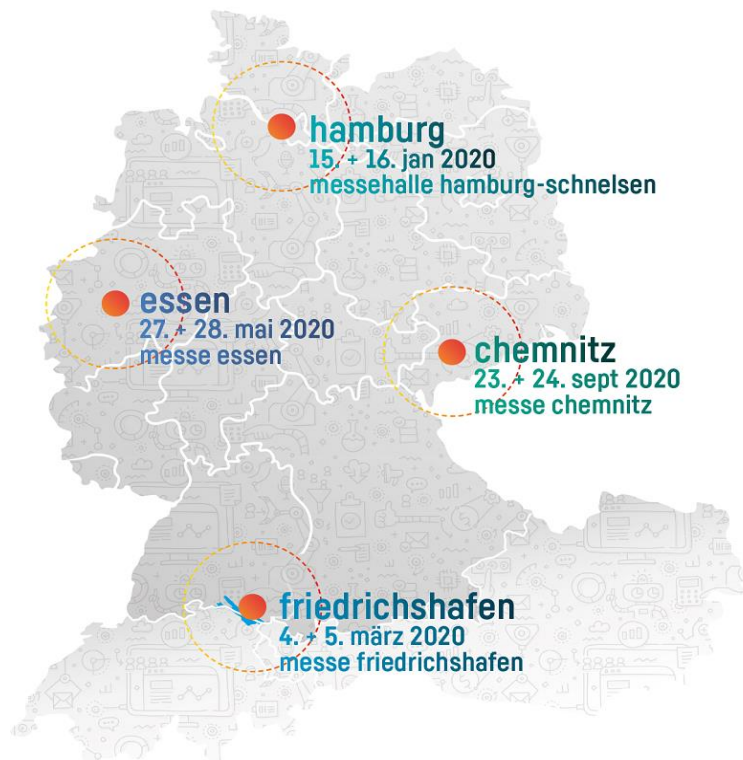 hamburg
15. + 16. jan 2020
messehalle hamburg-schnelsen
essen
27. + 28. mai 2020
messe essen
chemnitz
23. + 24. sept 2020
messe chemnitz
friedrichshafen
4. + 5. märz 2020
messe friedrichshafen